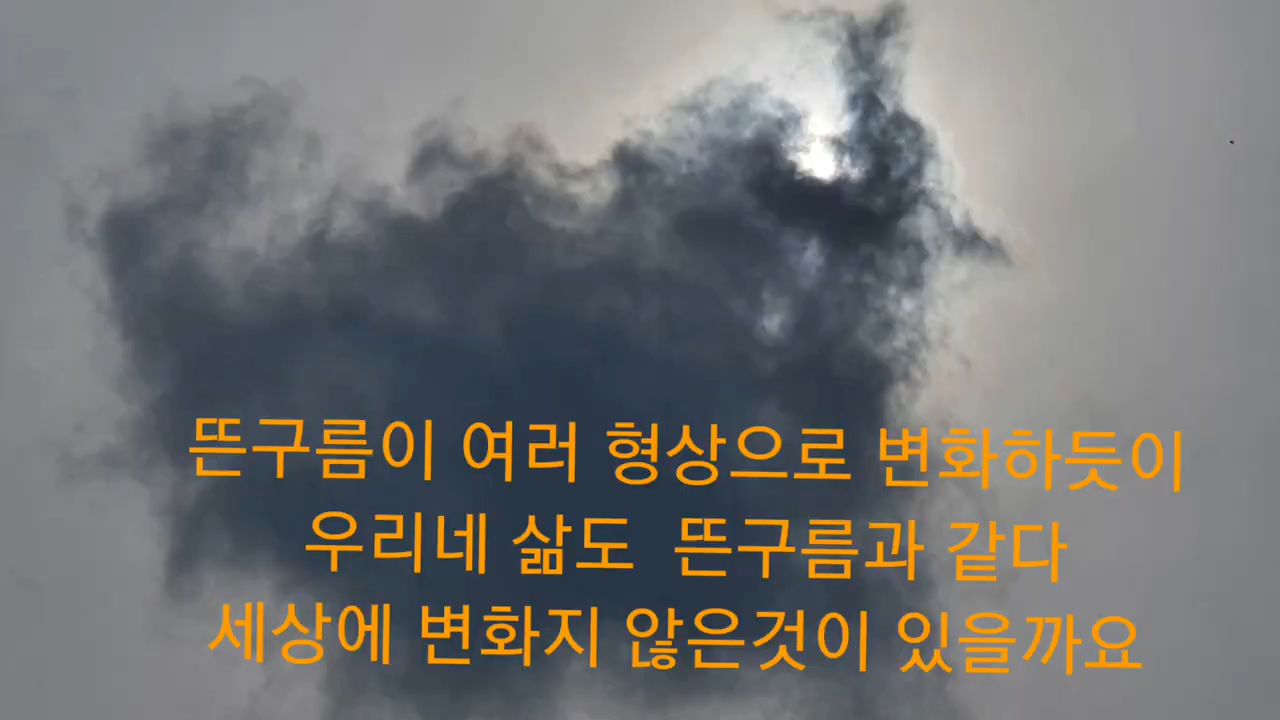 뜬구름이 여러 형상으로 변화하듯이
우리네 삶도 뜬구름과 같다
세상에 변화지 않은것이 있을까요